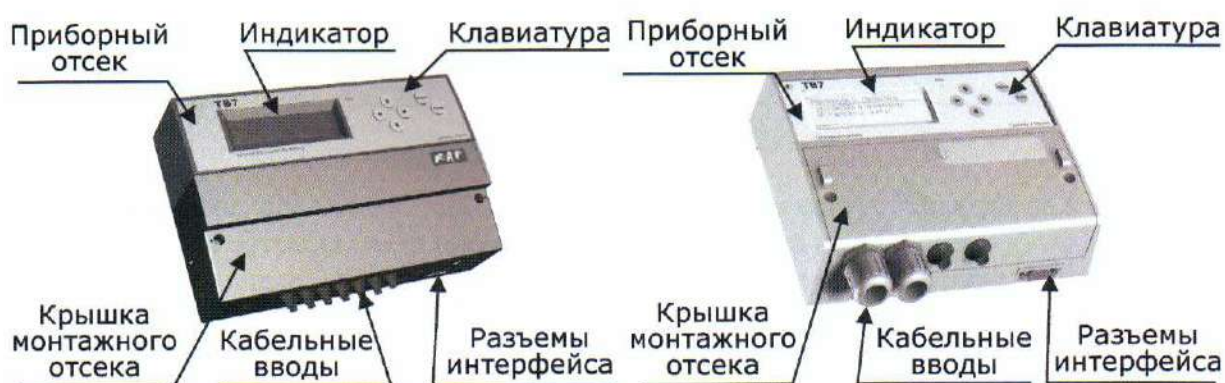 Приборный
отсек
Индикатор
Клавиатура
ТВ7
Крышка
монтажного
отсека
Кабельные
вводы
Разъемы
интерфейса
Приборный
отсек
Индикатор
Клавиатура
ТВ7
Крышка
монтажного
отсека
Кабельные
вводы
Разъемы
интерфейса